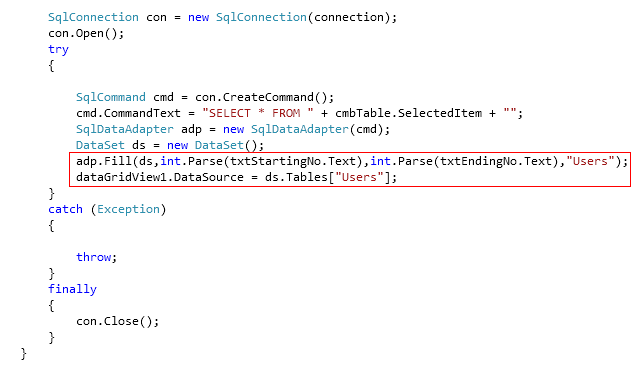 SqlConnection con = new SqlConnection(connection);
con.Open();
try
{
SqlCommand cmd = con.CreateCommand();
cmd.CommandText = "SELECT * FROM " + cmbTable.SelectedItem + "";
SqlDataAdapter adp = new SqlDataAdapter(cmd);
DataSet ds = new DataSet();
adp.Fill(ds,int.Parse(txtStartingNo.Text),int.Parse(txtEndingNo.Text),"Users");
dataGridView1.DataSource = ds.Tables["Users"];
}
catch (Exception)
{
throw;
}
finally
{
con.Close();
}
}